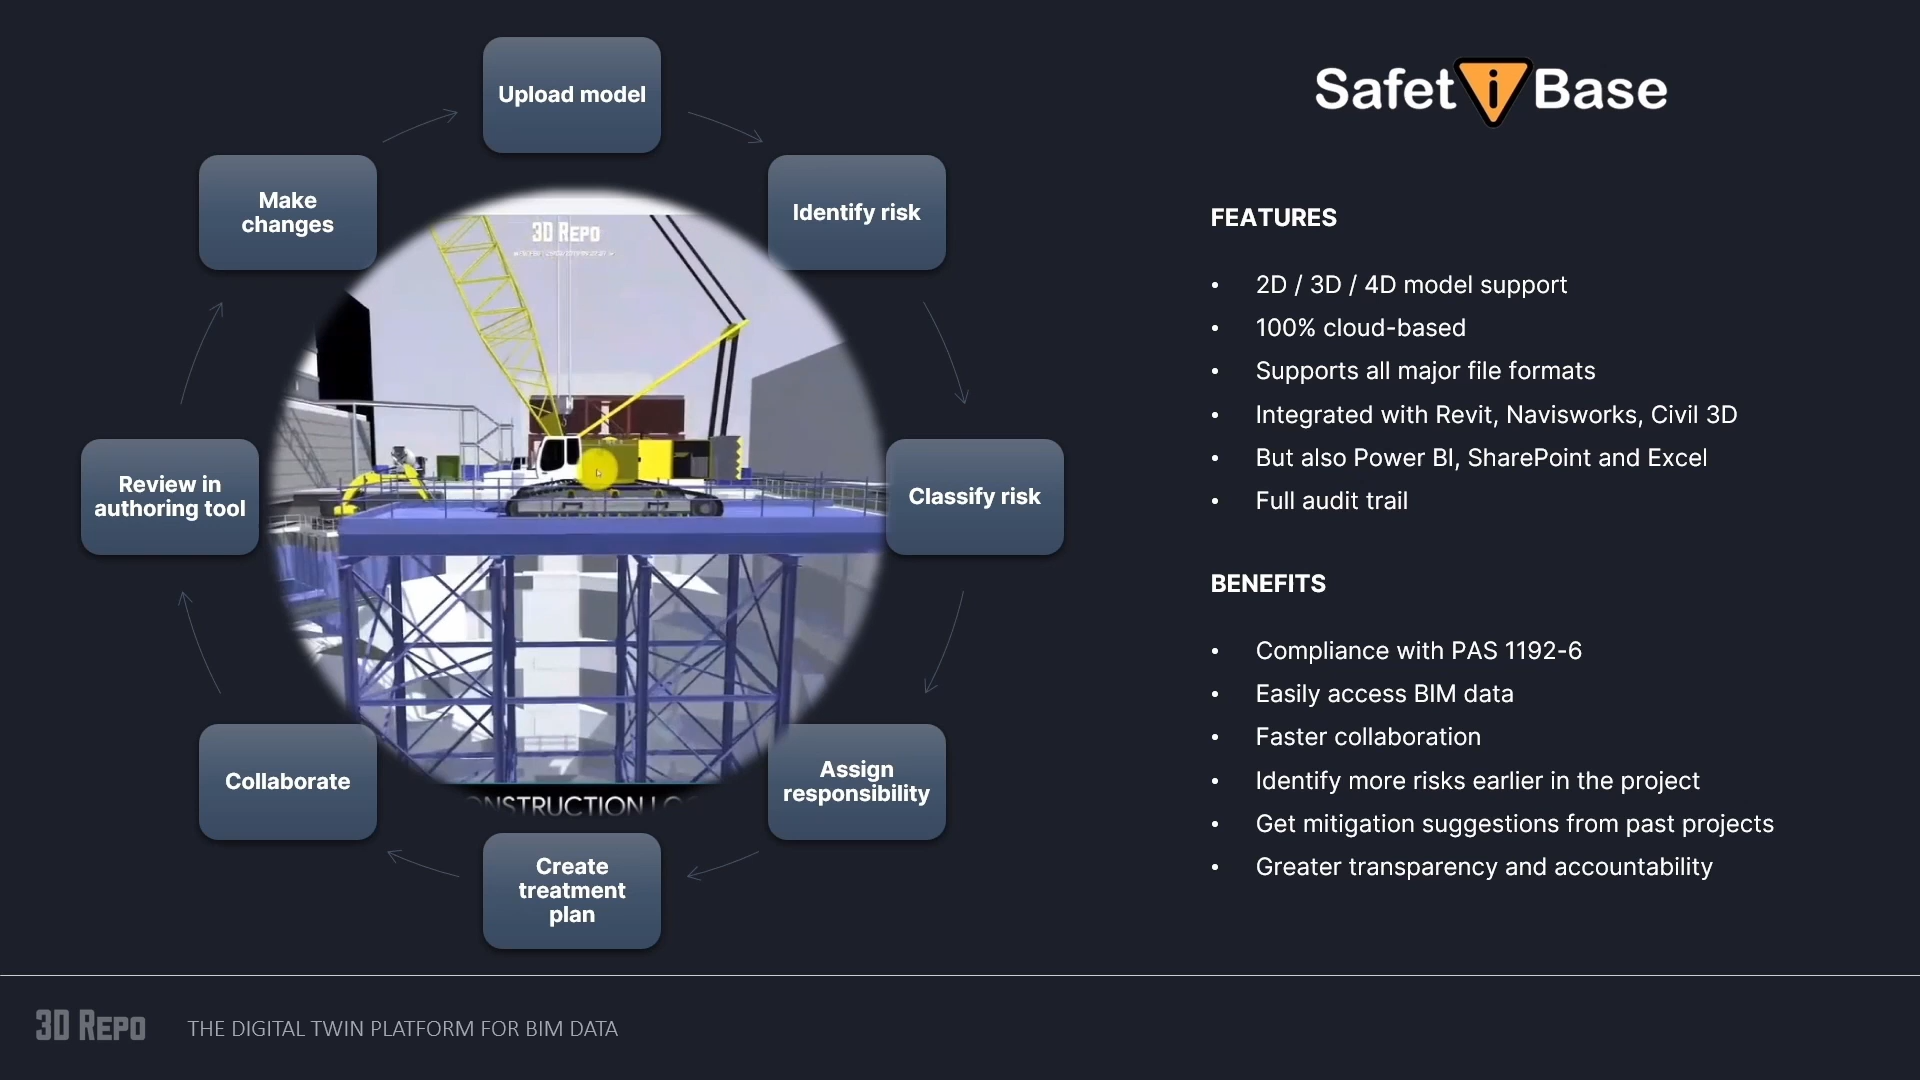 Upload model
Identify risk
Classify risk
Assign
responsibility
Create
treatment
plan
Collaborate
Review in
authoring tool
Make
changes
3D REPO
Safet i Base
FEATURES
• 2D / 3D / 4D model support
• 100% cloud-based
• Supports all major file formats
• Integrated with Revit, Navisworks, Civil 3D
• But also Power BI, SharePoint and Excel
• Full audit trail
BENEFITS
• Compliance with PAS 1192-6
• Easily access BIM data
• Faster collaboration
• Identify more risks earlier in the project
• Get mitigation suggestions from past projects
• Greater transparency and accountability
3D REPO
THE DIGITAL TWIN PLATFORM FOR BIM DATA